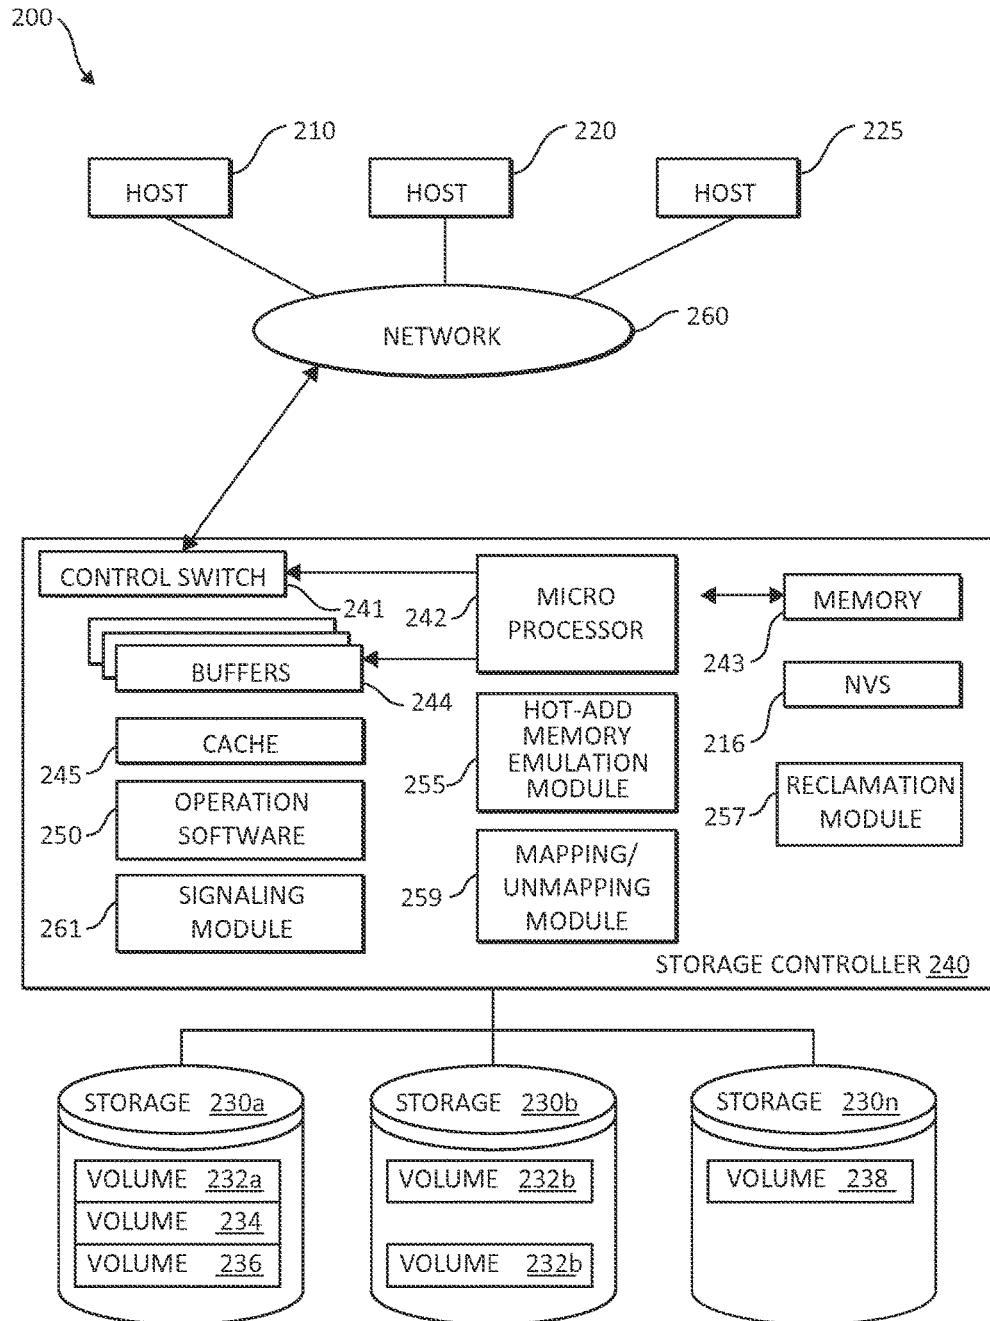 200
210
220
225
HOST
HOST
HOST
NETWORK
260
CONTROL SWITCH
241
242
MICRO
PROCESSOR
MEMORY
243
BUFFERS
244
NVS
216
CACHE
245
HOT-ADD
MEMORY
EMULATION
MODULE
255
RECLAMATION
MODULE
257
OPERATION
SOFTWARE
250
MAPPING/
UNMAPPING
MODULE
259
SIGNALING
MODULE
261
STORAGE CONTROLLER 240
STORAGE 230a
VOLUME 232a
VOLUME 234
VOLUME 236
STORAGE 230b
VOLUME 232b
VOLUME 232b
STORAGE 230n
VOLUME 238